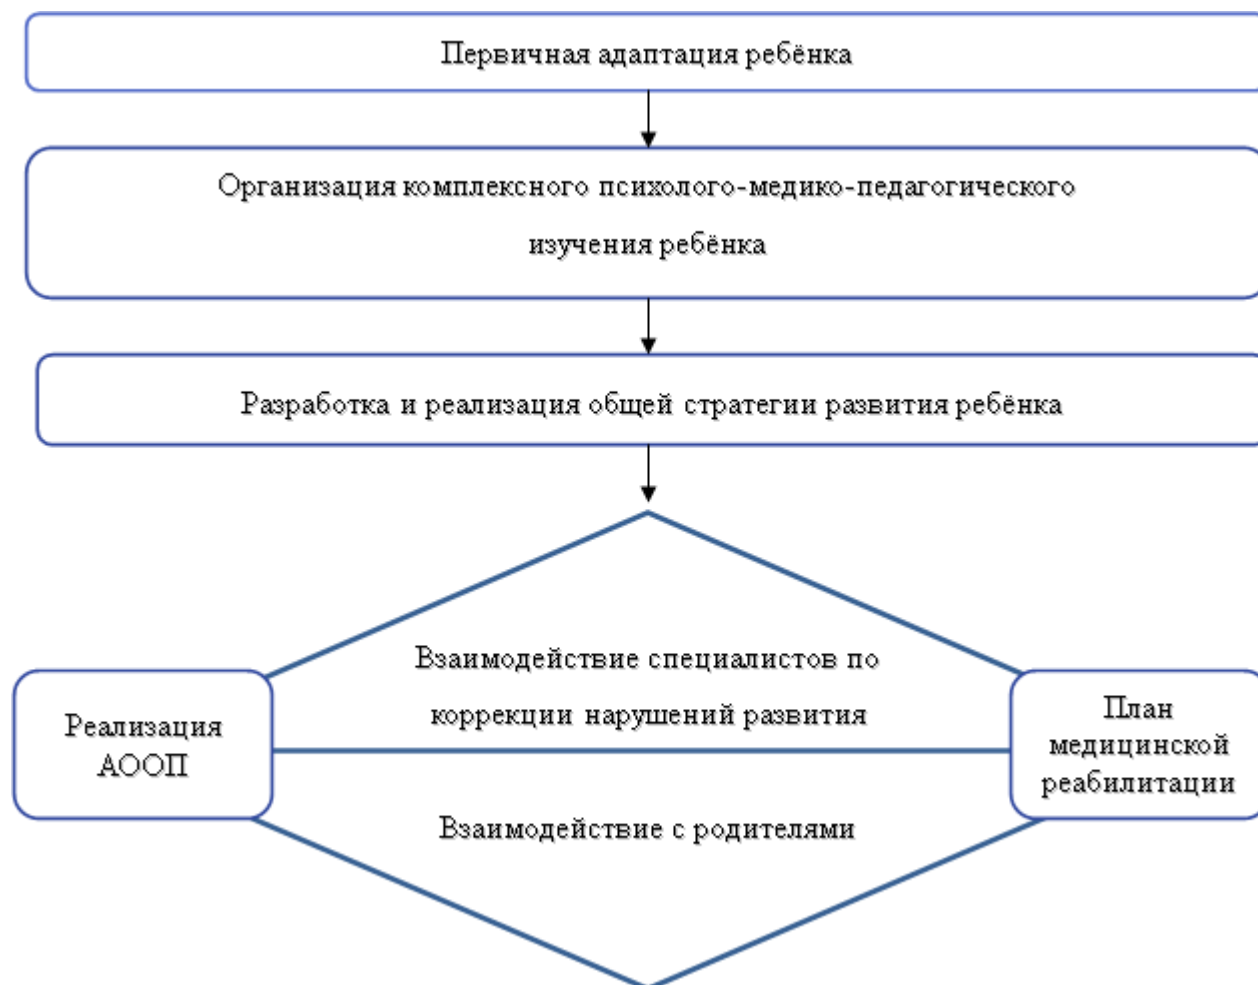 Первичная адаптация ребёнка
Организация комплексного психолого-медико-педагогического
изучения ребёнка
Разработка и реализация общей стратегии развития ребёнка
Взаимодействие специалистов по
коррекции нарушений развития
Реализация
АООП
План
медицинской
реабилитации
Взаимодействие с родителями